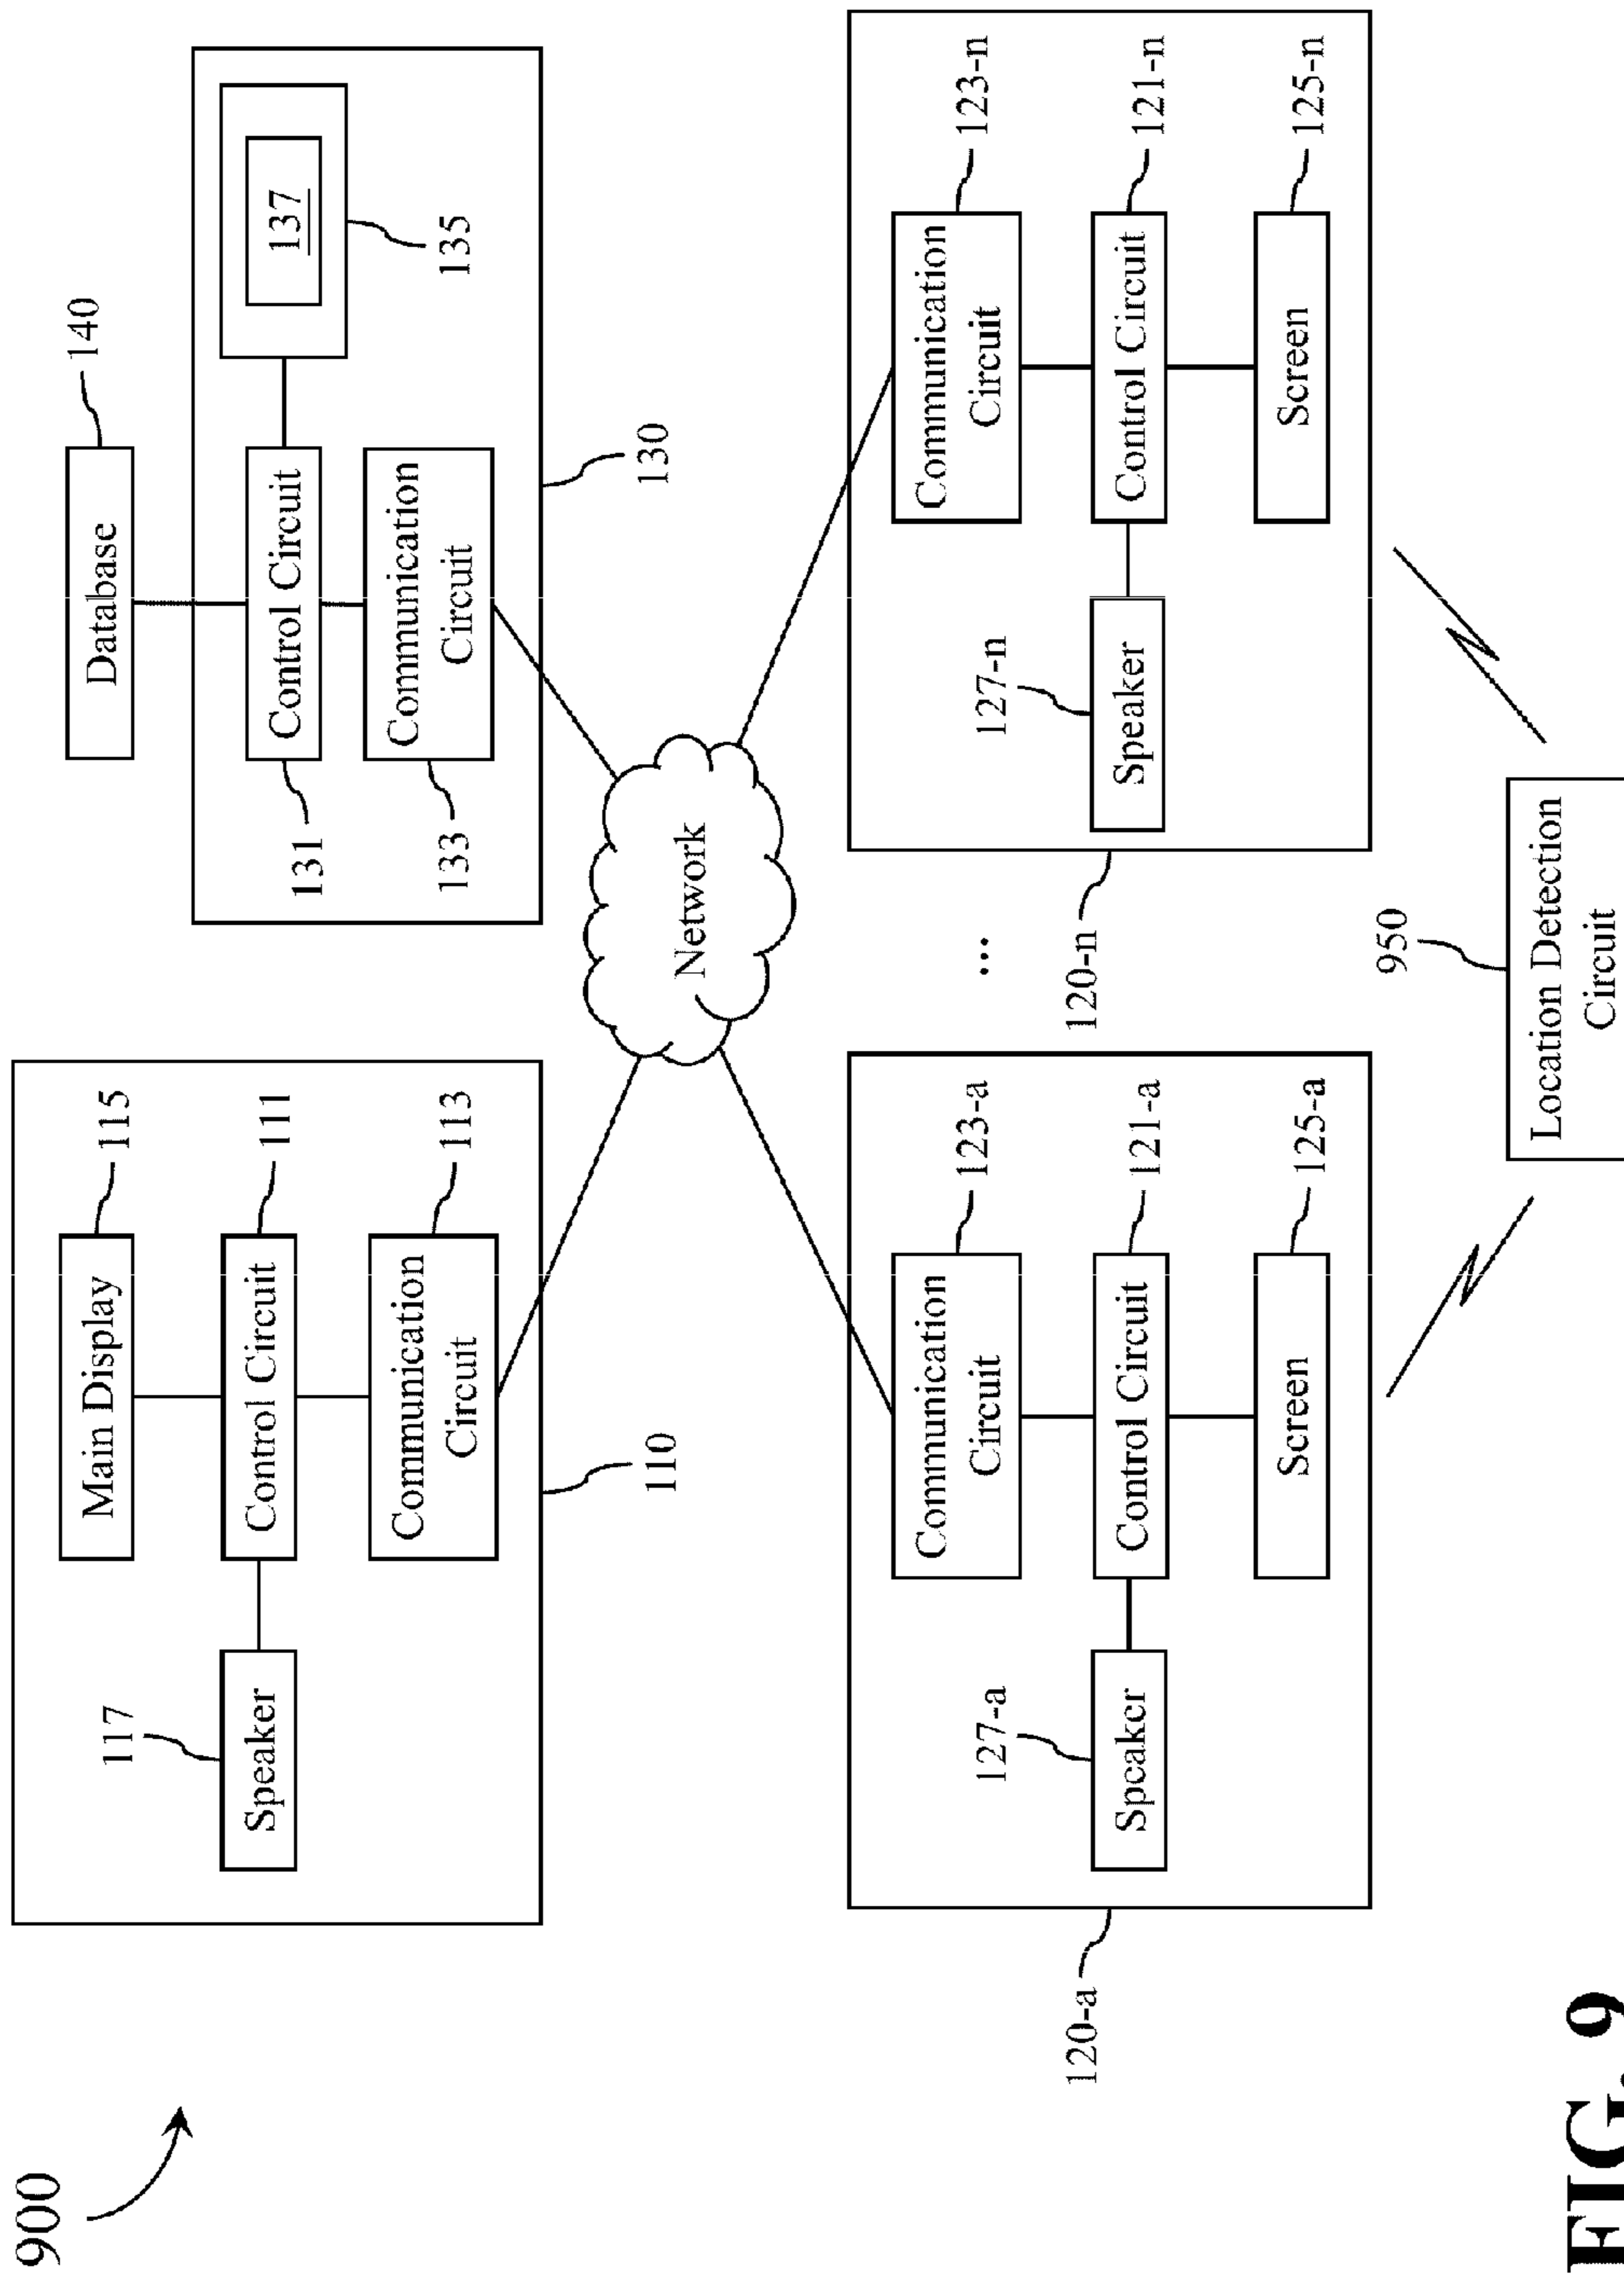 900
117
Speaker
Main Display
115
Control Circuit
111
Communication
Circuit
113
110
Database
140
131
Control Circuit
137
135
133
Communication
Circuit
130
Network
120-a
127-a
Speaker
Communication
Circuit
123-a
Control Circuit
121-a
Screen
125-a
...
120-n
127-n
Speaker
Communication
Circuit
123-n
Control Circuit
121-n
Screen
125-n
950
Location Detection
Circuit
FIG. 9